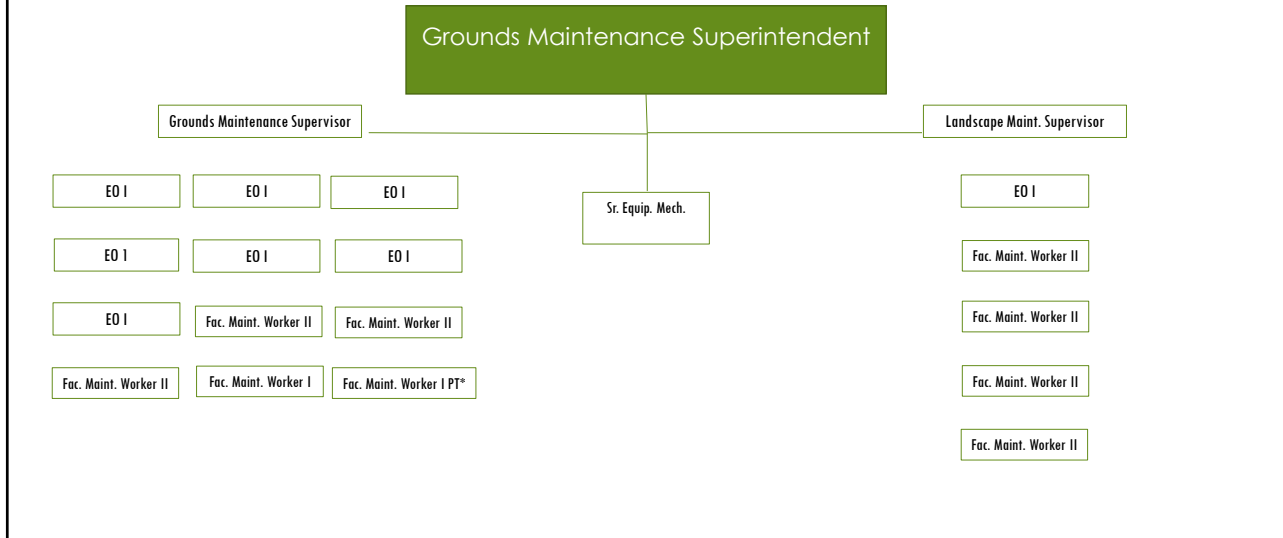 Grounds Maintenance Superintendent
Grounds Maintenance Supervisor
Landscape Maint. Supervisor
EO I
EO I
EO I
Sr. Equip. Mech.
EO I
EO 1
EO I
EO I
Fac. Maint. Worker II
EO I
Fac. Maint. Worker II
Fac. Maint. Worker II
Fac. Maint. Worker II
Fac. Maint. Worker II
Fac. Maint. Worker I
Fac. Maint. Worker I PT*
Fac. Maint. Worker II
Fac. Maint. Worker II